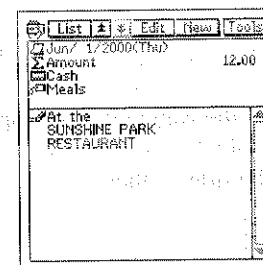 List Edit New Tools
Jun/ 1/2000(Thu)
Amount 12.00
Cash
Meals
At the
SUNSHINE PARK
RESTAURANT